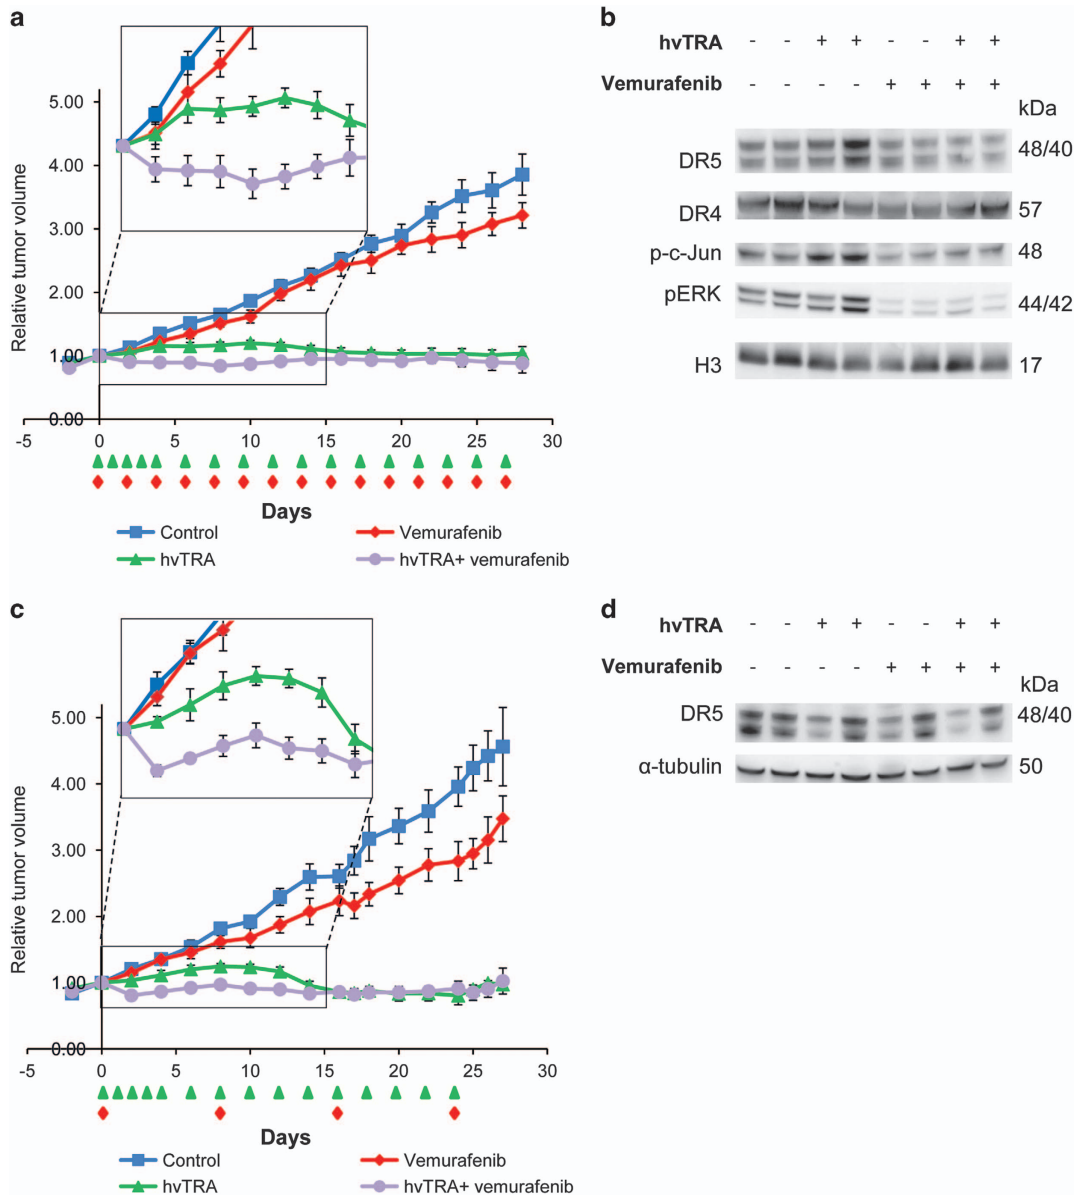 a
Relative tumor volume
5.00
4.00
3.00
2.00
1.00
0.00
-5 0 5 10 15 20 25 30
Days
Control Vemurafenib
hvTRA hvTRA+ vemurafenib
b
hvTRA - - + + - - + +
Vemurafenib - - - - + + + +
kDa
DR5 48/40
DR4 57
p-c-Jun 48
pERK 44/42
H3 17
c
Relative tumor volume
5.00
4.00
3.00
2.00
1.00
0.00
-5 0 5 10 15 20 25 30
Days
Control Vemurafenib
hvTRA hvTRA+ vemurafenib
d
hvTRA - - + + - - + +
Vemurafenib - - - - + + + +
kDa
DR5 48/40
α-tubulin 50